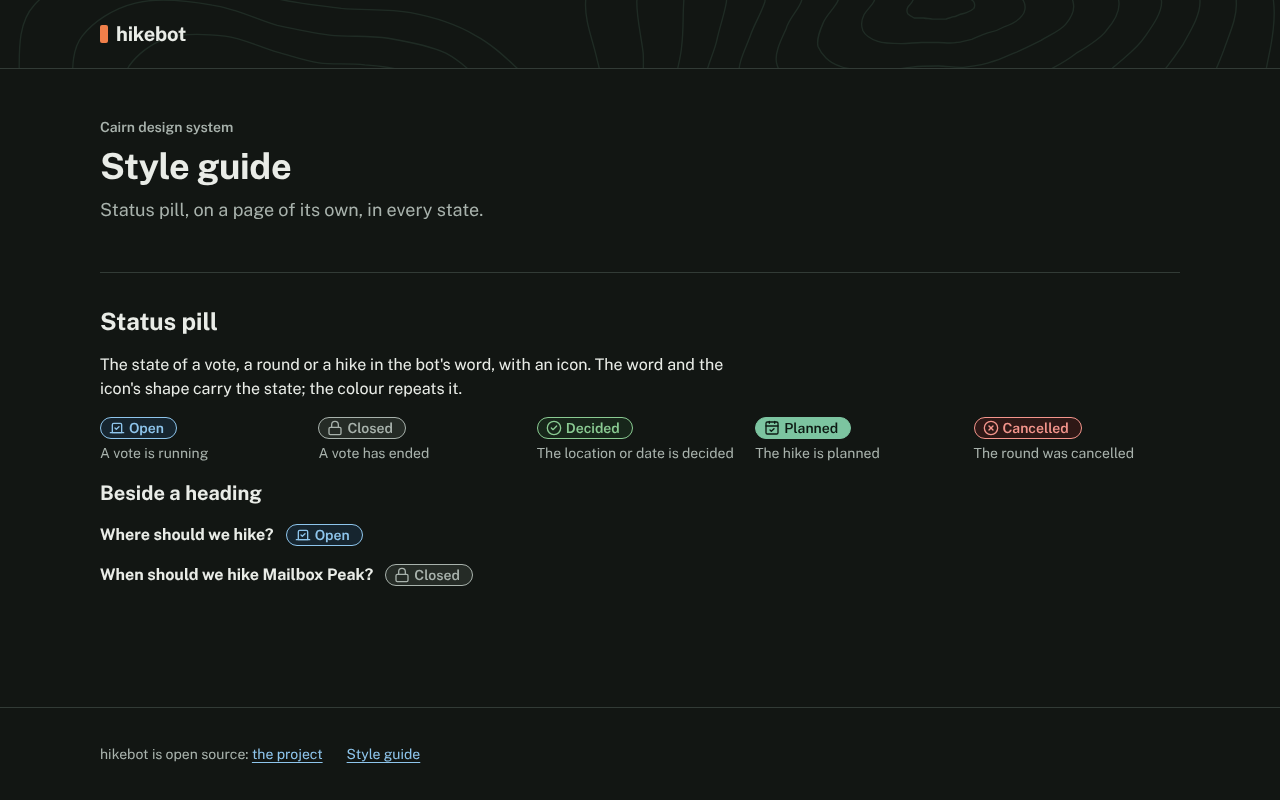 hikebot
Cairn design system
Style guide
Status pill, on a page of its own, in every state.
Status pill
The state of a vote, a round or a hike in the bot's word, with an icon. The word and the
icon's shape carry the state; the colour repeats it.
Open
Closed
Decided
Planned
Cancelled
A vote is running
A vote has ended
The location or date is decided
The hike is planned
The round was cancelled
Beside a heading
Where should we hike? Open
When should we hike Mailbox Peak? Closed
hikebot is open source: the project Style guide